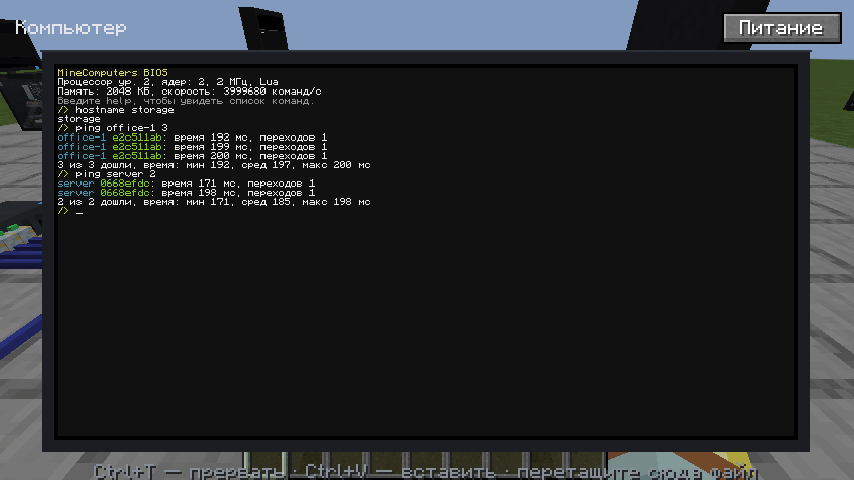 Компьютер
Питание
MineComputers BIOS
Процессор ур. 2, ядер: 2, 2 МГц, Lua
Память: 2048 КБ, скорость: 3999680 команд/с
Введите help, чтобы увидеть список команд.
/> hostname storage
storage
/> ping office-1 3
office-1 e2c511ab: время 192 мс, переходов 1
office-1 e2c511ab: время 199 мс, переходов 1
office-1 e2c511ab: время 200 мс, переходов 1
3 из 3 дошли, время: мин 192, сред 197, макс 200 мс
/> ping server 2
server 0668efdc: время 171 мс, переходов 1
server 0668efdc: время 198 мс, переходов 1
2 из 2 дошли, время: мин 171, сред 185, макс 198 мс
/> _
Ctrl+T — прервать · Ctrl+V — вставить · перетащите сюда файл